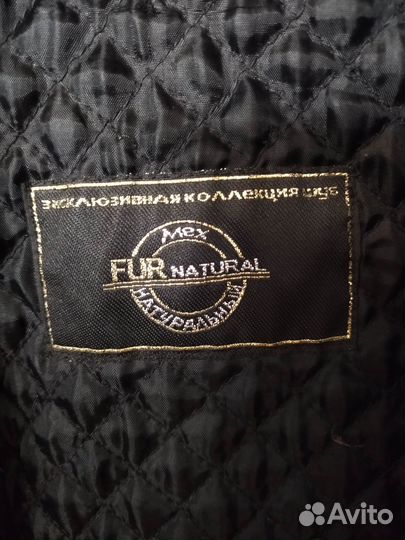 эксклюзивная коллекция
Мех
FUR NATURAL
НАТУРАЛЬНЫЙ
Avito